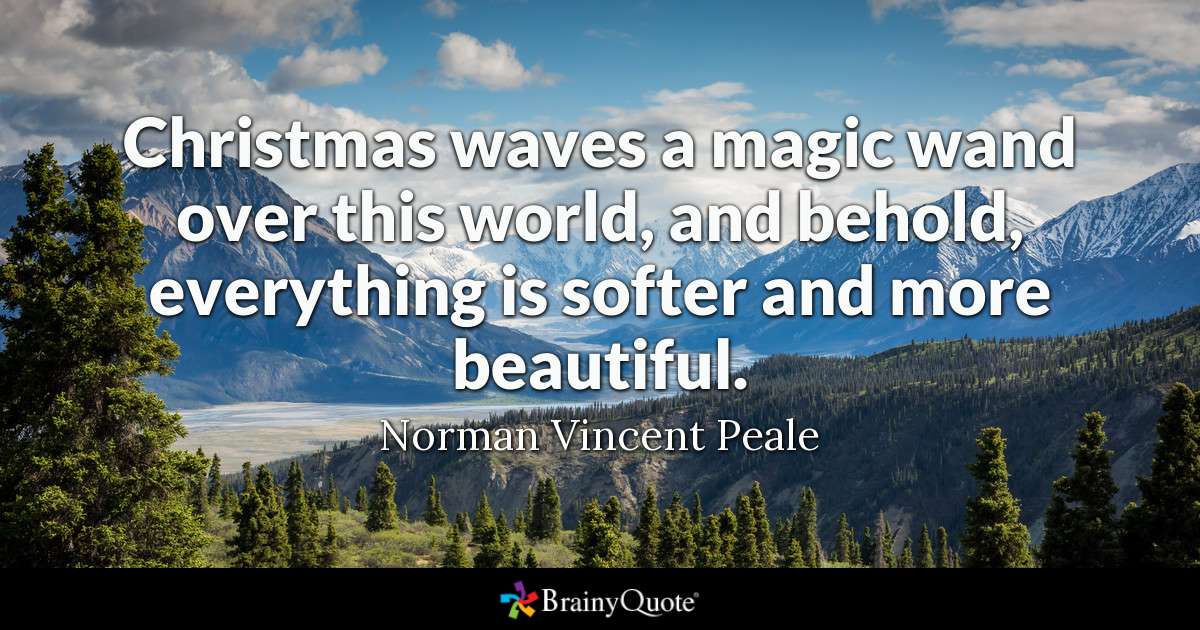 Christmas waves a magic wand
over this world, and behold,
everything is softer and more
beautiful.
Norman Vincent Peale
BrainyQuote®